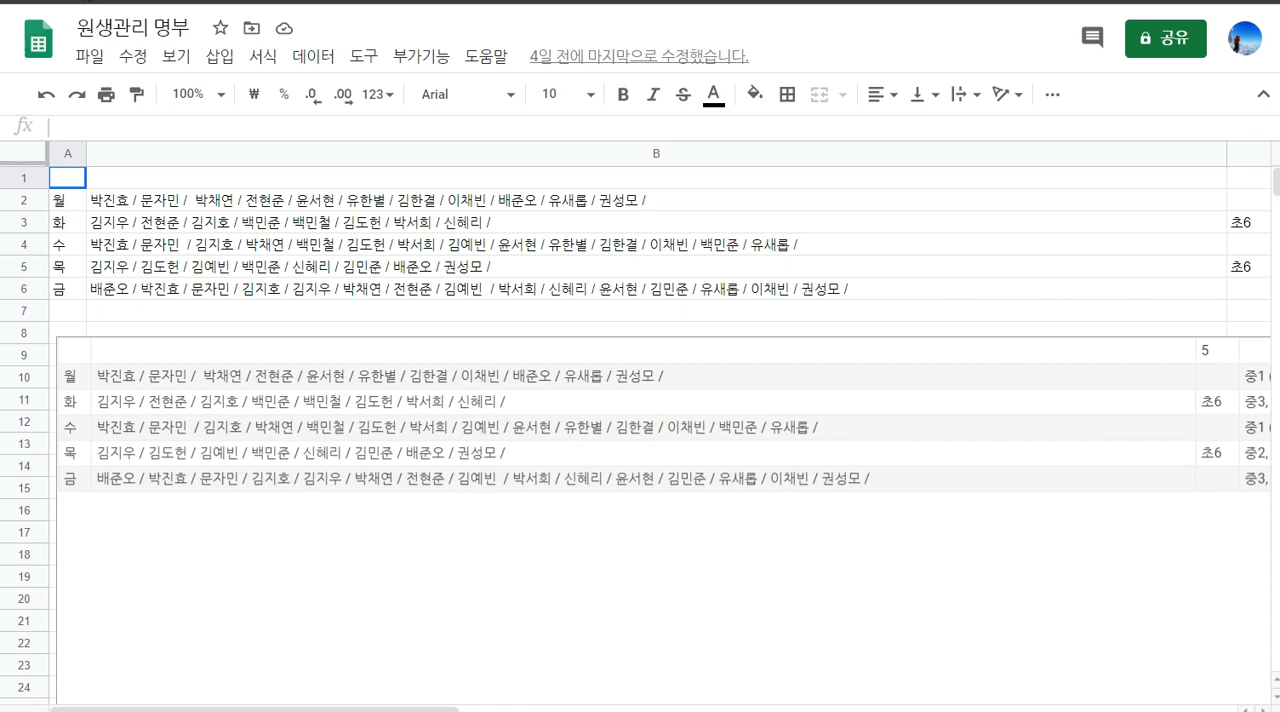 원생관리 명부
파일 수정 보기 삽입 서식 데이터 도구 부가기능 도움말 4일 전에 마지막으로 수정했습니다.
공유
100% ₩ % .0 .00 123 Arial 10 B I S A
fx
A B
1
2 월 박진효 / 문자민 / 박채연 / 전현준 / 윤서현 / 유한별 / 김한결 / 이채빈 / 배준오 / 유새롭 / 권성모 /
3 화 김지우 / 전현준 / 김지호 / 백민준 / 백민철 / 김도헌 / 박서희 / 신혜리 / 초6
4 수 박진효 / 문자민 / 김지호 / 박채연 / 백민철 / 김도헌 / 박서희 / 김예빈 / 윤서현 / 유한별 / 김한결 / 이채빈 / 백민준 / 유새롭 /
5 목 김지우 / 김도헌 / 김예빈 / 백민준 / 신혜리 / 김민준 / 배준오 / 권성모 / 초6
6 금 배준오 / 박진효 / 문자민 / 김지호 / 김지우 / 박채연 / 전현준 / 김예빈 / 박서희 / 신혜리 / 윤서현 / 김민준 / 유새롭 / 이채빈 / 권성모 /
7
8
9 5
10 월 박진효 / 문자민 / 박채연 / 전현준 / 윤서현 / 유한별 / 김한결 / 이채빈 / 배준오 / 유새롭 / 권성모 / 중1 (
11 화 김지우 / 전현준 / 김지호 / 백민준 / 백민철 / 김도헌 / 박서희 / 신혜리 / 초6 중3,
12 수 박진효 / 문자민 / 김지호 / 박채연 / 백민철 / 김도헌 / 박서희 / 김예빈 / 윤서현 / 유한별 / 김한결 / 이채빈 / 백민준 / 유새롭 / 중1 (
13 목 김지우 / 김도헌 / 김예빈 / 백민준 / 신혜리 / 김민준 / 배준오 / 권성모 / 초6 중2,
14 금 배준오 / 박진효 / 문자민 / 김지호 / 김지우 / 박채연 / 전현준 / 김예빈 / 박서희 / 신혜리 / 윤서현 / 김민준 / 유새롭 / 이채빈 / 권성모 / 중3,
15
16
17
18
19
20
21
22
23
24